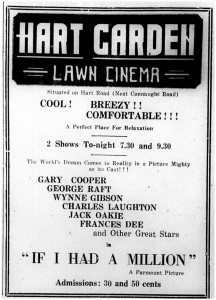 HART GARDEN
LAWN CINEMA
Situated on Hart Road (Next Connaught Road)
COOL! BREEZY!!
COMFORTABLE!!!
A Perfect Place For Relaxation
2 Shows To-night 7.30 and 9.30
The World's Dream Comes to Reality in a Picture Mighty
as its Cast!!!
GARY COOPER
GEORGE RAFT
WYNNE GIBSON
CHARLES LAUGHTON
JACK OAKIE
FRANCES DEE
and Other Great Stars
in
"IF I HAD A MILLION"
A Paramount Picture
Admissions: 30 and 50 cents